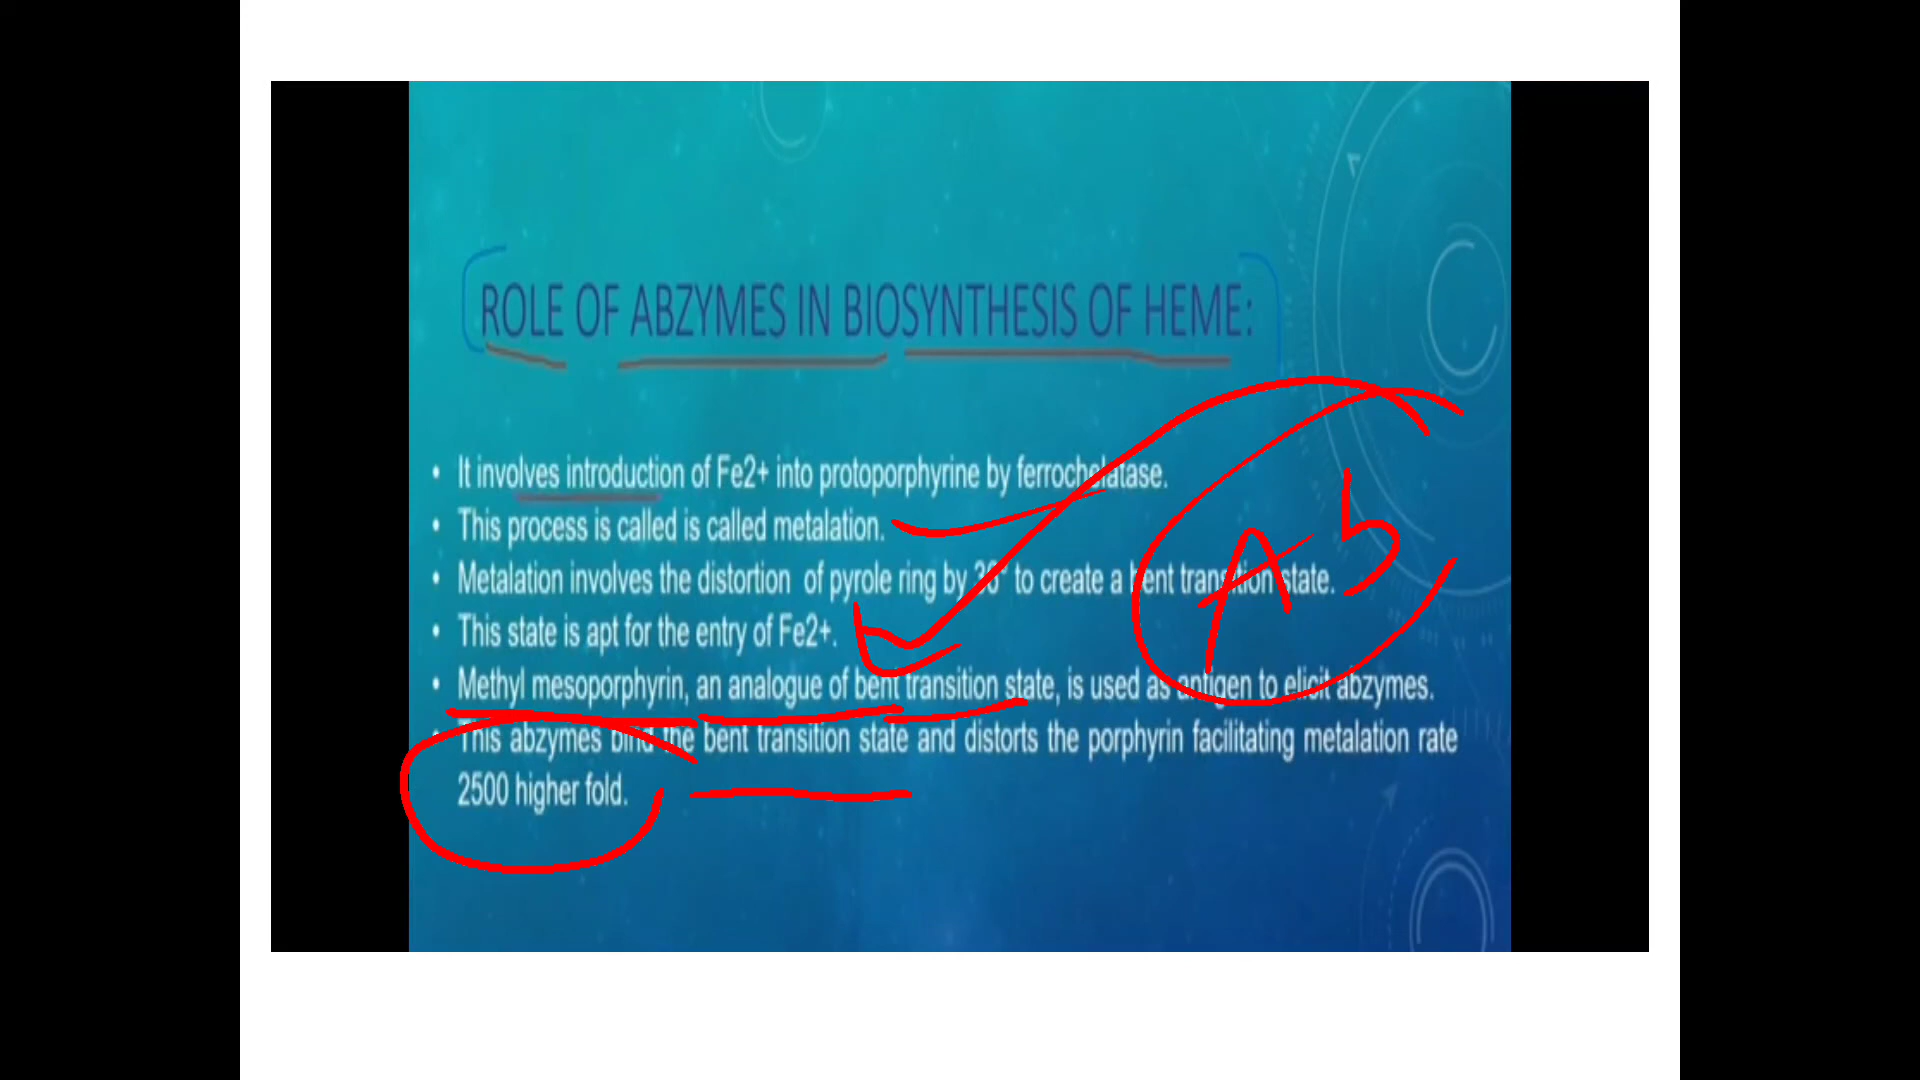 ROLE OF ABZYMES IN BIOSYNTHESIS OF HEME:
• It involves introduction of Fe2+ into protoporphyrine by ferrochelatase.
• This process is called is called metalation.
• Metalation involves the distortion of pyrole ring by 36° to create a bent transition state.
• This state is apt for the entry of Fe2+.
• Methyl mesoporphyrin, an analogue of bent transition state, is used as antigen to elicit abzymes.
• This abzymes bind the bent transition state and distorts the porphyrin facilitating metalation rate
2500 higher fold.
Ab